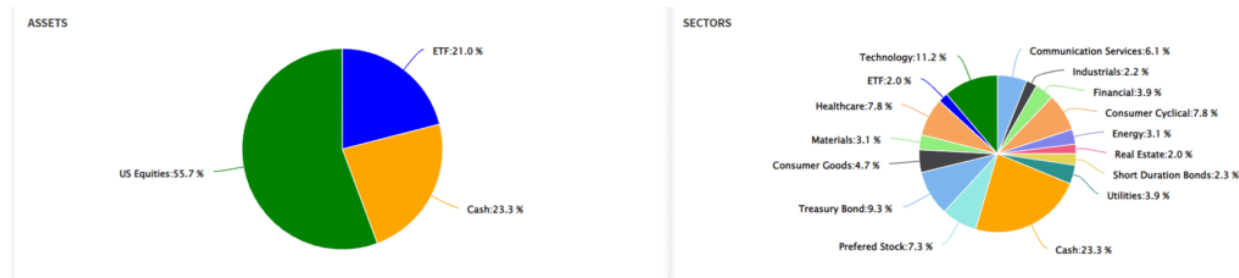 ASSETS
ETF:21.0 %
US Equities:55.7 %
Cash:23.3 %
SECTORS
Communication Services:6.1 %
Technology:11.2 %
Industrials:2.2 %
ETF:2.0 %
Financial:3.9 %
Healthcare:7.8 %
Consumer Cyclical:7.8 %
Energy:3.1 %
Materials:3.1 %
Real Estate:2.0 %
Consumer Goods:4.7 %
Short Duration Bonds:2.3 %
Utilities:3.9 %
Treasury Bond:9.3 %
Prefered Stock:7.3 %
Cash:23.3 %